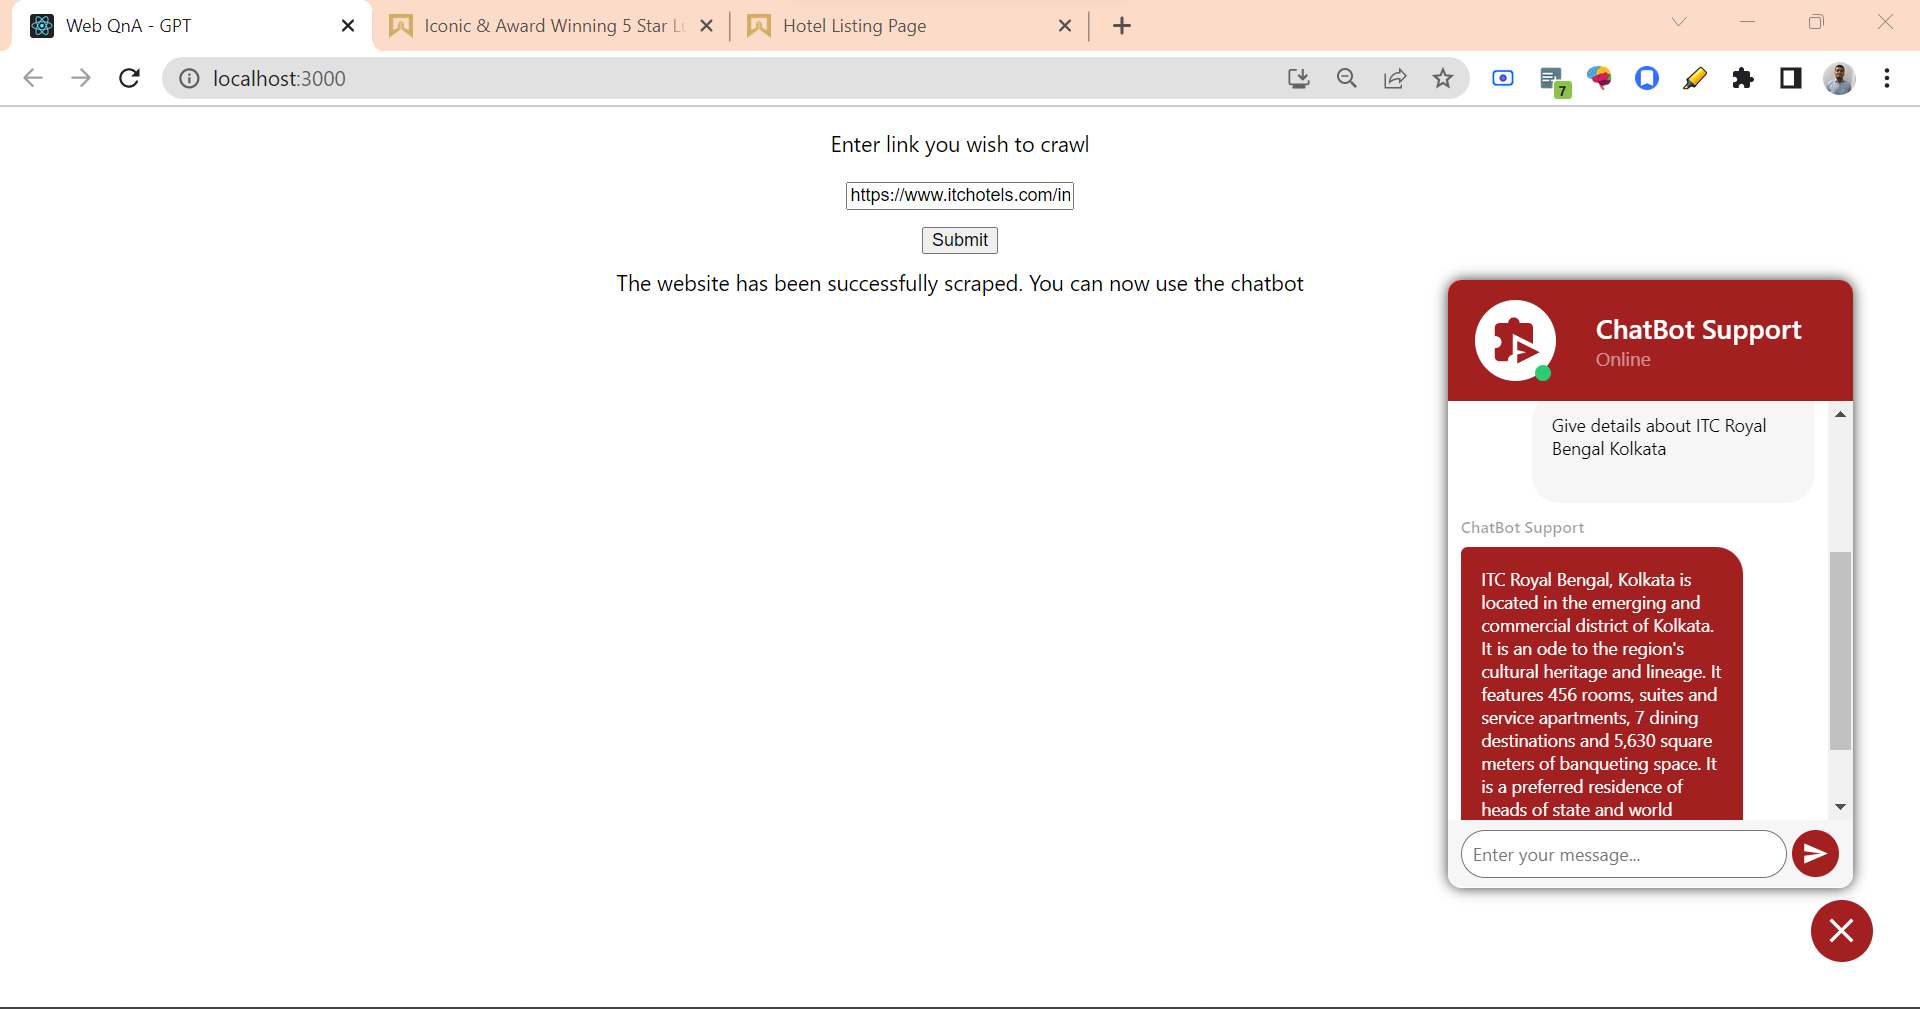 Web QnA - GPT
Iconic & Award Winning 5 Star Lu
Hotel Listing Page
localhost:3000
7
Enter link you wish to crawl
https://www.itchotels.com/in
Submit
The website has been successfully scraped. You can now use the chatbot
ChatBot Support
Online
Give details about ITC Royal
Bengal Kolkata
ChatBot Support
ITC Royal Bengal, Kolkata is
located in the emerging and
commercial district of Kolkata.
It is an ode to the region's
cultural heritage and lineage. It
features 456 rooms, suites and
service apartments, 7 dining
destinations and 5,630 square
meters of banqueting space. It
is a preferred residence of
heads of state and world
Enter your message...